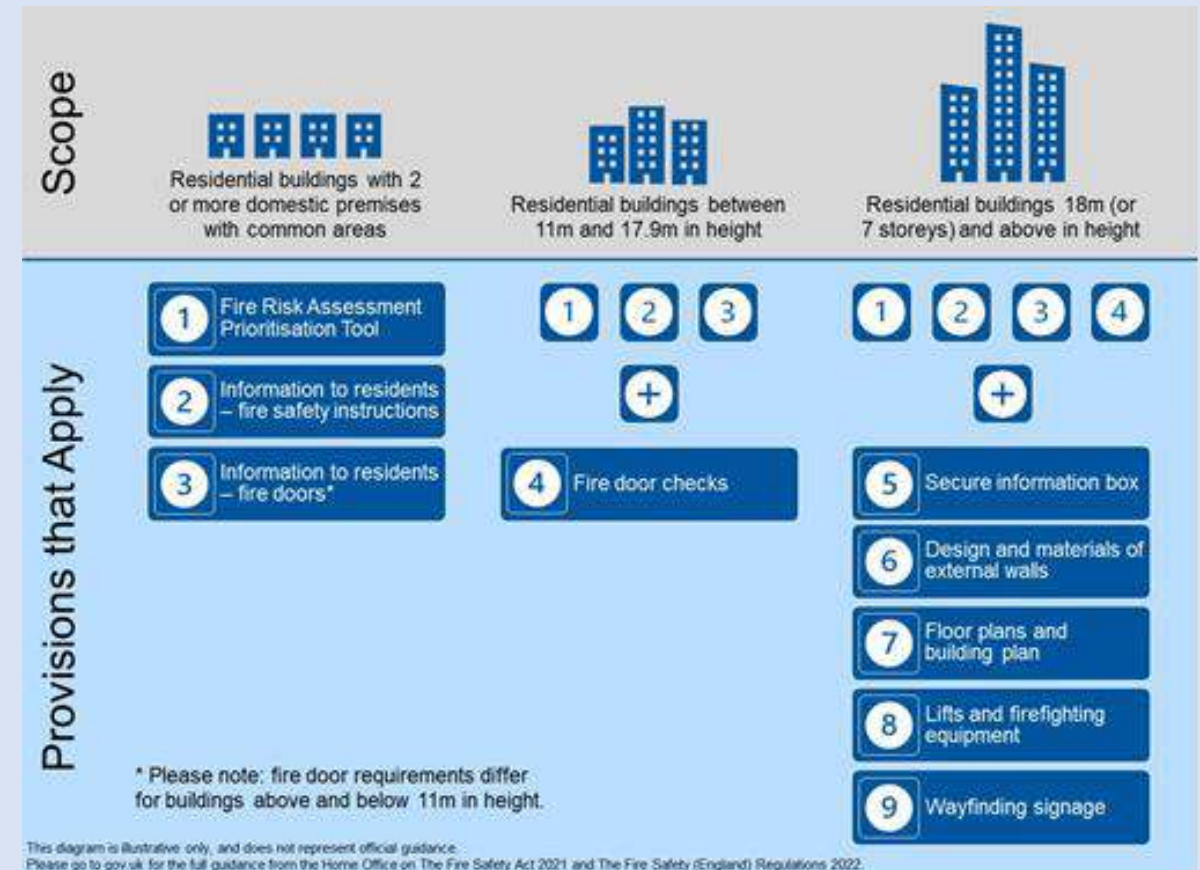 Scope
Residential buildings with 2
or more domestic premises
with common areas
Residential buildings between
11m and 17.9m in height
Residential buildings 18m (or
7 storeys) and above in height
Provisions that Apply
1 Fire Risk Assessment
Prioritisation Tool
2 Information to residents
– fire safety instructions
3 Information to residents
– fire doors*
1 2 3
+
4 Fire door checks
1 2 3 4
+
5 Secure information box
6 Design and materials of
external walls
7 Floor plans and
building plan
8 Lifts and firefighting
equipment
9 Wayfinding signage
* Please note: fire door requirements differ
for buildings above and below 11m in height.
This diagram is illustrative only, and does not represent official guidance.
Please go to gov.uk for the full guidance from the Home Office on The Fire Safety Act 2021 and The Fire Safety (England) Regulations 2022.